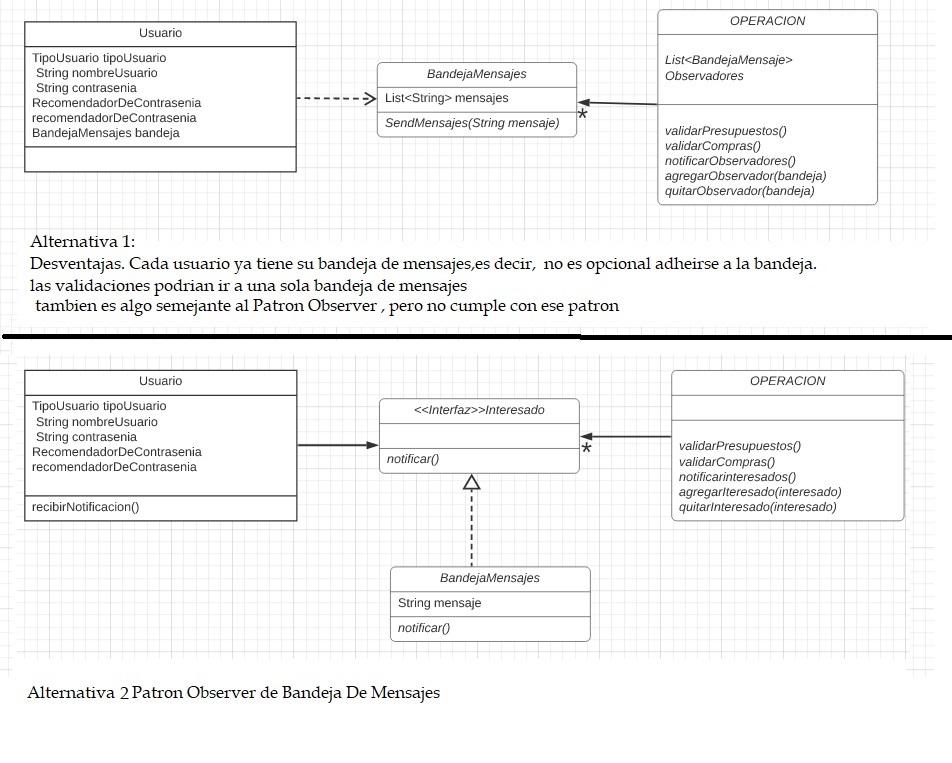 Usuario
TipoUsuario tipoUsuario
String nombreUsuario
String contrasenia
RecomendadorDeContrasenia
recomendadorDeContrasenia
BandejaMensajes bandeja
BandejaMensajes
List<String> mensajes
SendMensajes(String mensaje)
*
OPERACION
List<BandejaMensaje>
Observadores
validarPresupuestos()
validarCompras()
notificarObservadores()
agregarObservador(bandeja)
quitarObservador(bandeja)
Alternativa 1:
Desventajas. Cada usuario ya tiene su bandeja de mensajes,es decir, no es opcional adheirse a la bandeja.
las validaciones podrian ir a una sola bandeja de mensajes
tambien es algo semejante al Patron Observer , pero no cumple con ese patron
Usuario
TipoUsuario tipoUsuario
String nombreUsuario
String contrasenia
RecomendadorDeContrasenia
recomendadorDeContrasenia
recibirNotificacion()
<<Interfaz>>Interesado
notificar()
*
OPERACION
validarPresupuestos()
validarCompras()
notificarinteresados()
agregarIteresado(interesado)
quitarInteresado(interesado)
BandejaMensajes
String mensaje
notificar()
Alternativa 2 Patron Observer de Bandeja De Mensajes